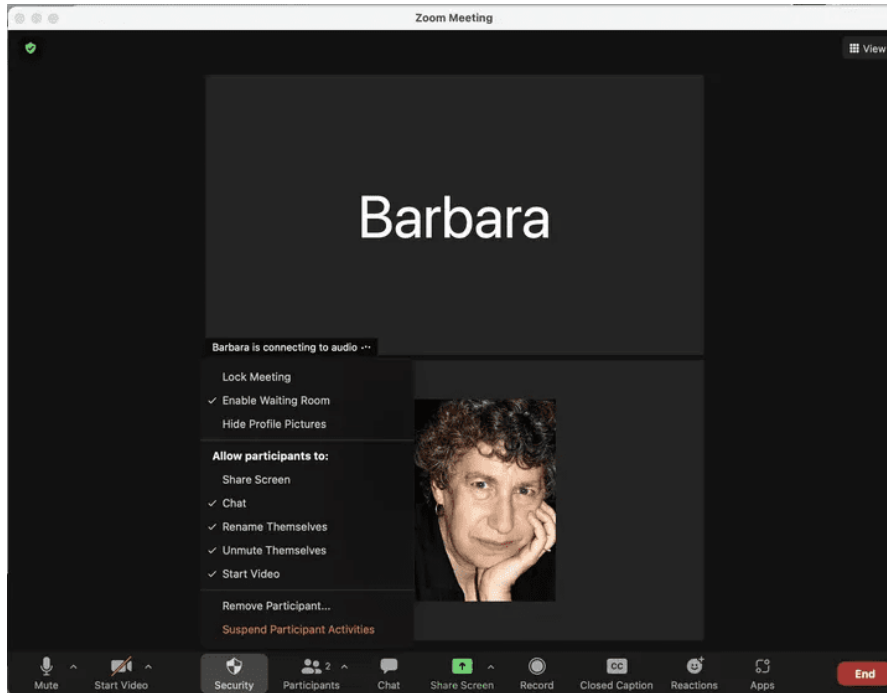 Zoom Meeting
View
Barbara
Barbara is connecting to audio ···
Lock Meeting
✓ Enable Waiting Room
Hide Profile Pictures
Allow participants to:
Share Screen
✓ Chat
✓ Rename Themselves
✓ Unmute Themselves
✓ Start Video
Remove Participant...
Suspend Participant Activities
2
CC
Mute Start Video Security Participants Chat Share Screen Record Closed Caption Reactions Apps End